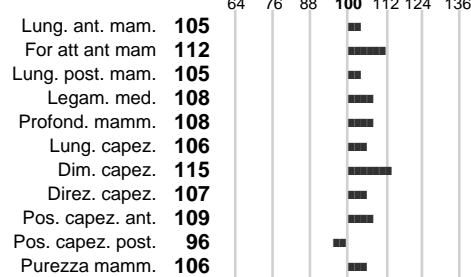 64 76 88 100 112 124 136
Lung. ant. mam. 105
For att ant mam 112
Lung. post. mam. 105
Legam. med. 108
Profond. mamm. 108
Lung. capez. 106
Dim. capez. 115
Direz. capez. 107
Pos. capez. ant. 109
Pos. capez. post. 96
Purezza mamm. 106